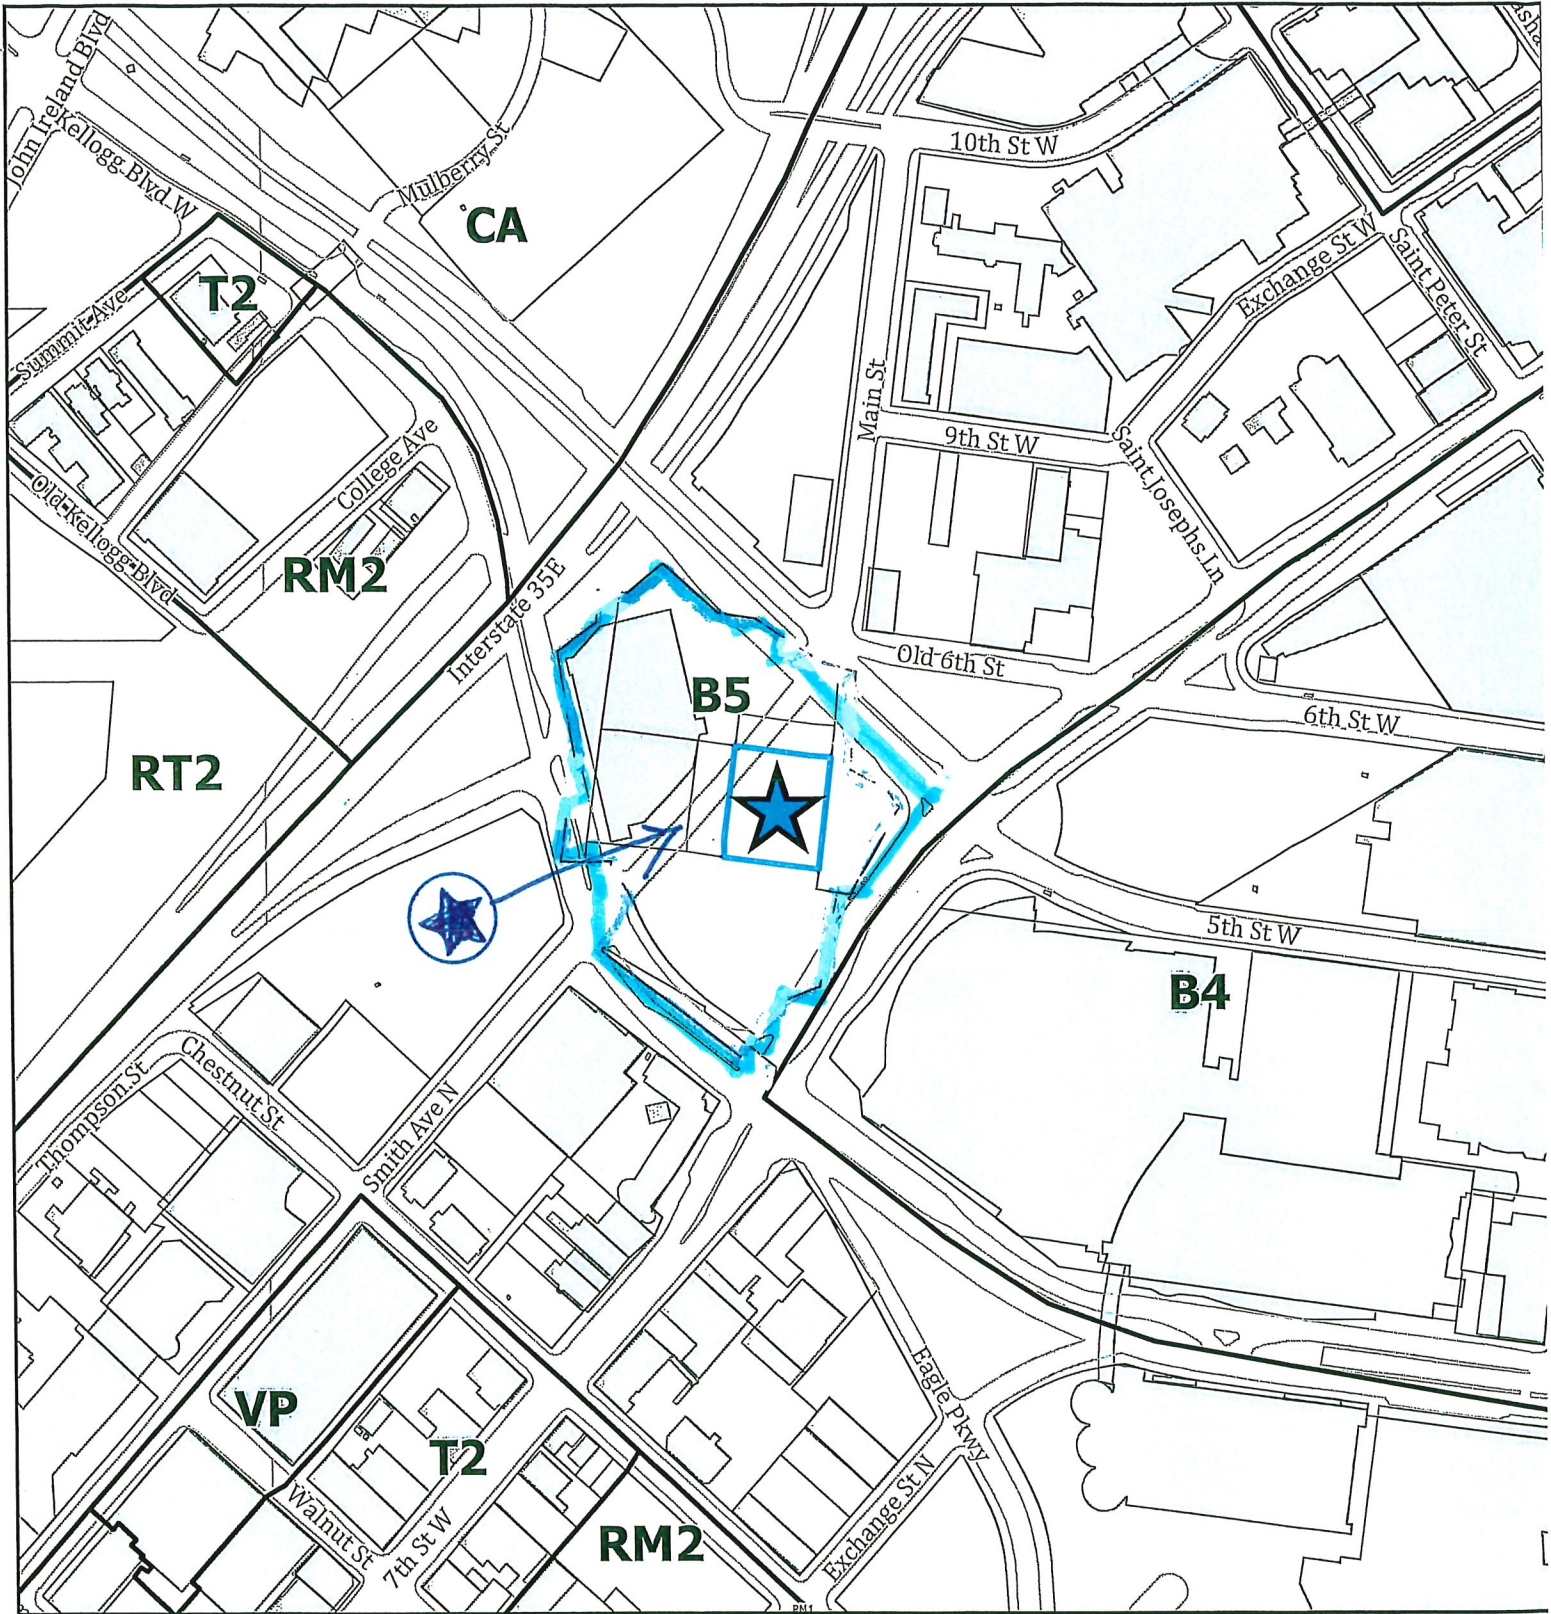 John Ireland Blvd
Kellogg Blvd W
Mulberry St
10th St W
CA
T2
Summit Ave
Exchange St W
Saint Peter St
Main St
9th St W
College Ave
Saint Josephs Ln
Old Kellogg Blvd
RM2
Interstate 35E
Old 6th St
B5
6th St W
RT2
5th St W
B4
Chestnut St
Thompson St
Smith Ave N
Eagle Pkwy
VP
T2
Walnut St
7th St W
RM2
Exchange St N
RM1